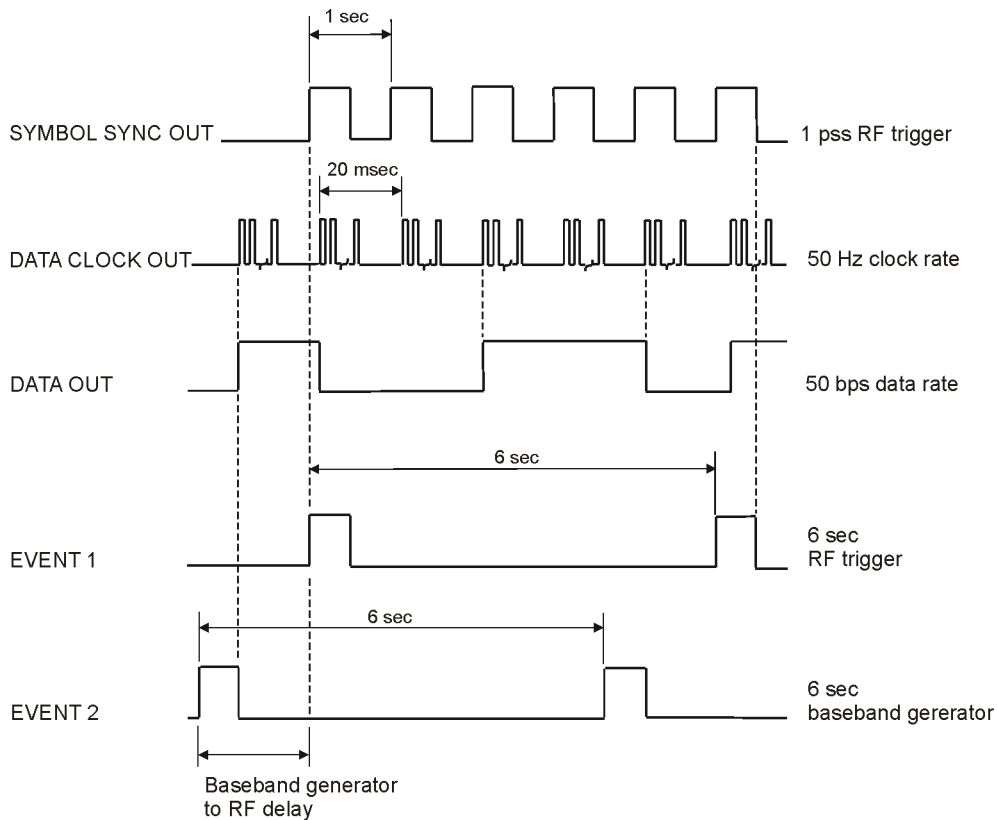 1 sec
SYMBOL SYNC OUT
1 pss RF trigger
20 msec
DATA CLOCK OUT
50 Hz clock rate
DATA OUT
50 bps data rate
6 sec
EVENT 1
6 sec
RF trigger
6 sec
EVENT 2
6 sec
baseband gererator
Baseband generator
to RF delay